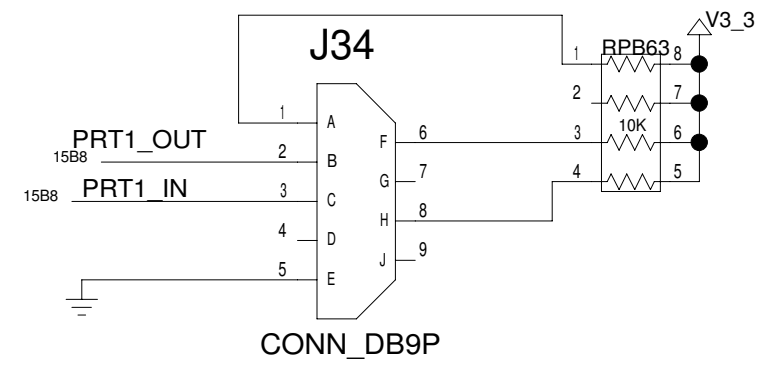 V3_3
J34
RPB63
1 8
2 7
10K
3 6
4 5
1 A
PRT1_OUT
15B8
2 B
F 6
15B8 PRT1_IN
3 C
G 7
4 D
H 8
5 E
J 9
CONN_DB9P